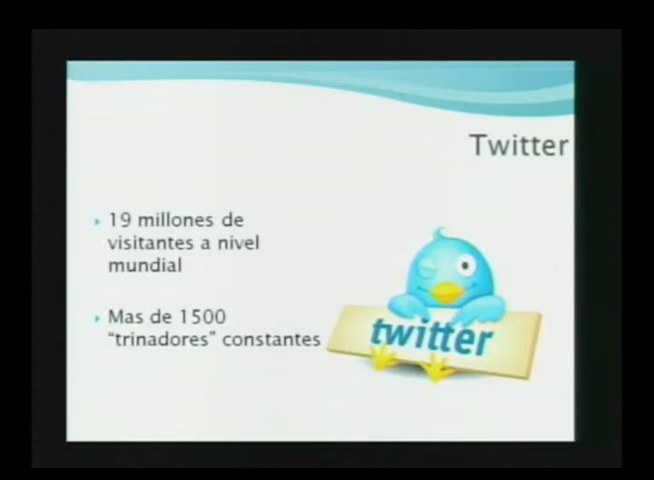 Twitter
19 millones de
visitantes a nivel
mundial
Mas de 1500
"trinadores" constantes
twitter